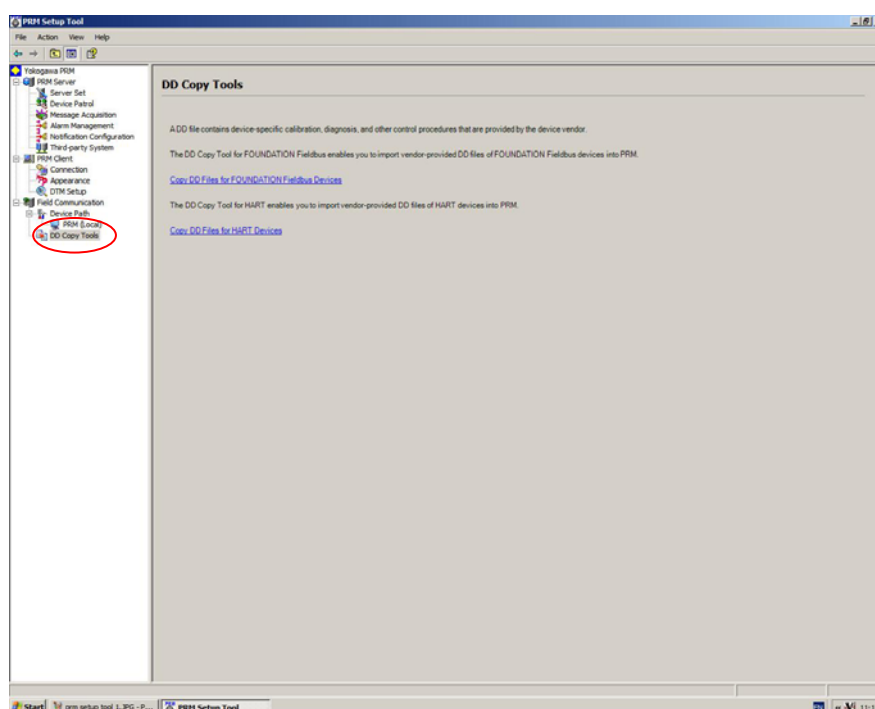 PRM Setup Tool
File Action View Help
Yokogawa PRM
PRM Server
Server Set
Device Patrol
Message Acquisition
Alarm Management
Notification Configuration
Third-party System
PRM Client
Connection
Appearance
DTM Setup
Field Communication
Device Path
PRM (Local)
DD Copy Tools
DD Copy Tools
A DD file contains device-specific calibration, diagnosis, and other control procedures that are provided by the device vendor.
The DD Copy Tool for FOUNDATION Fieldbus enables you to import vendor-provided DD files of FOUNDATION Fieldbus devices into PRM.
Copy DD Files for FOUNDATION Fieldbus Devices
The DD Copy Tool for HART enables you to import vendor-provided DD files of HART devices into PRM.
Copy DD Files for HART Devices
Start prm setup tool 1.JPG - P... PRM Setup Tool